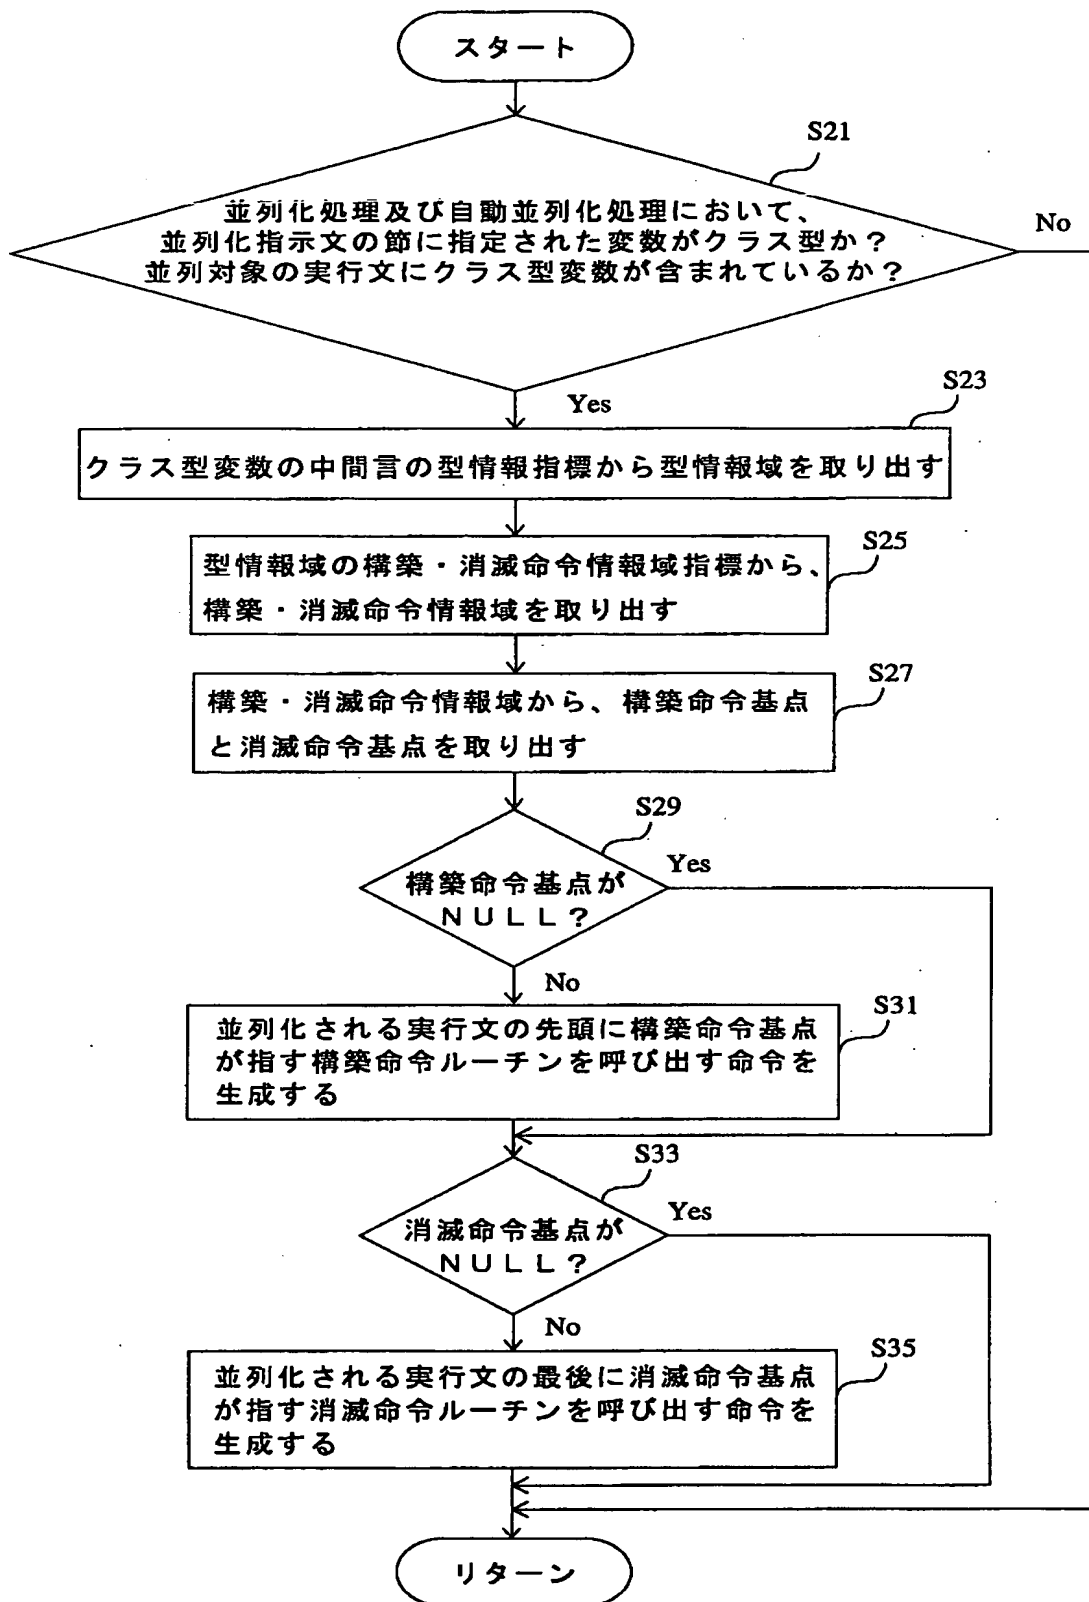 スタート
S21
並列化処理及び自動並列化処理において、
並列化指示文の節に指定された変数がクラス型か？
並列対象の実行文にクラス型変数が含まれているか？
No
Yes
S23
クラス型変数の中間言の型情報指標から型情報域を取り出す
S25
型情報域の構築・消滅命令情報域指標から、
構築・消滅命令情報域を取り出す
S27
構築・消滅命令情報域から、構築命令基点
と消滅命令基点を取り出す
S29
構築命令基点が
ＮＵＬＬ？
Yes
No
S31
並列化される実行文の先頭に構築命令基点
が指す構築命令ルーチンを呼び出す命令を
生成する
S33
消滅命令基点が
ＮＵＬＬ？
Yes
No
S35
並列化される実行文の最後に消滅命令基点
が指す消滅命令ルーチンを呼び出す命令を
生成する
リターン